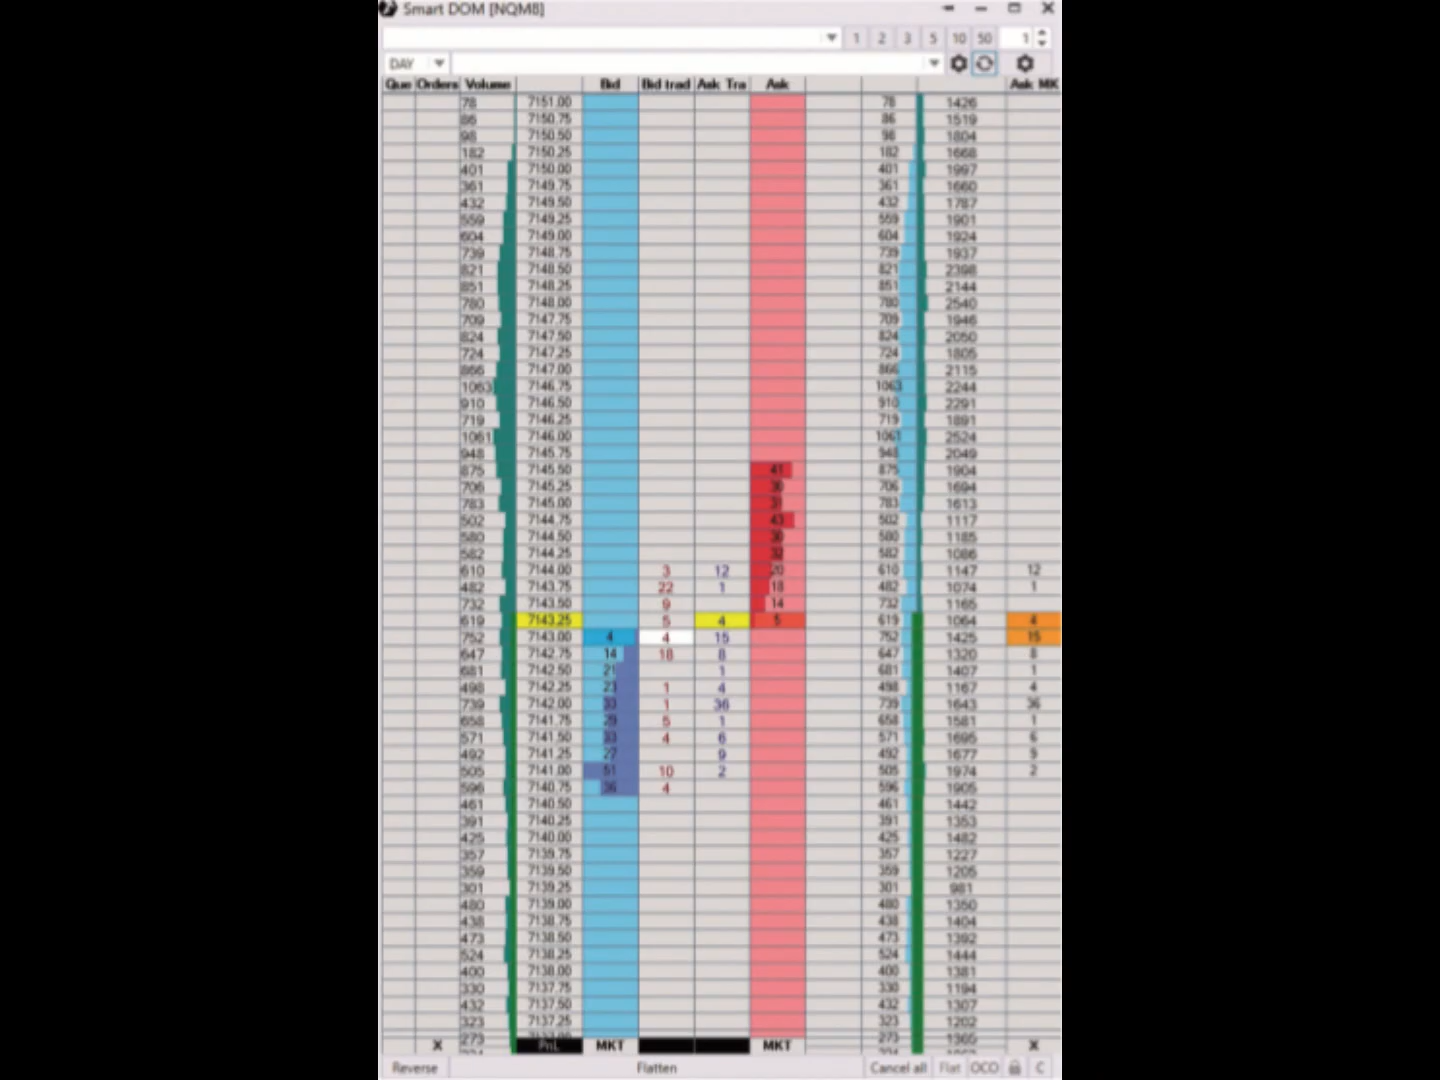 Smart DOM [NQM8]
1 2 3 5 10 50 1
DAY
Que Orders Volume Bid Bid trad Ask Tra Ask Ask MK
78 7151.00 78 1426
86 7150.75 86 1519
98 7150.50 98 1804
182 7150.25 182 1668
401 7150.00 401 1997
361 7149.75 361 1660
432 7149.50 432 1787
559 7149.25 559 1901
604 7149.00 604 1924
739 7148.75 739 1937
821 7148.50 821 2398
851 7148.25 851 2144
780 7148.00 780 2540
709 7147.75 709 1946
824 7147.50 824 2050
724 7147.25 724 1805
866 7147.00 866 2115
1063 7146.75 1063 2244
910 7146.50 910 2291
719 7146.25 719 1891
1061 7146.00 1061 2524
948 7145.75 948 2049
875 7145.50 41 875 1904
706 7145.25 30 706 1694
783 7145.00 31 783 1613
502 7144.75 43 502 1117
580 7144.50 30 580 1185
582 7144.25 32 582 1086
610 7144.00 3 12 20 610 1147 12
482 7143.75 22 1 18 482 1074 1
732 7143.50 9 14 732 1165
619 7143.25 5 4 5 619 1064 4
752 7143.00 4 4 15 752 1425 15
647 7142.75 14 18 8 647 1320 8
681 7142.50 21 1 681 1407 1
498 7142.25 23 1 4 498 1167 4
739 7142.00 33 1 36 739 1643 36
658 7141.75 29 5 1 658 1581 1
571 7141.50 33 4 6 571 1695 6
492 7141.25 27 9 492 1677 9
505 7141.00 51 10 2 505 1974 2
596 7140.75 36 4 596 1905
461 7140.50 461 1442
391 7140.25 391 1353
425 7140.00 425 1482
357 7139.75 357 1227
359 7139.50 359 1205
301 7139.25 301 981
480 7139.00 480 1350
438 7138.75 438 1404
473 7138.50 473 1392
524 7138.25 524 1444
400 7138.00 400 1381
330 7137.75 330 1194
432 7137.50 432 1307
323 7137.25 323 1202
273 273 1305
X PnL MKT MKT X
Reverse Flatten Cancel all Flat OCO C